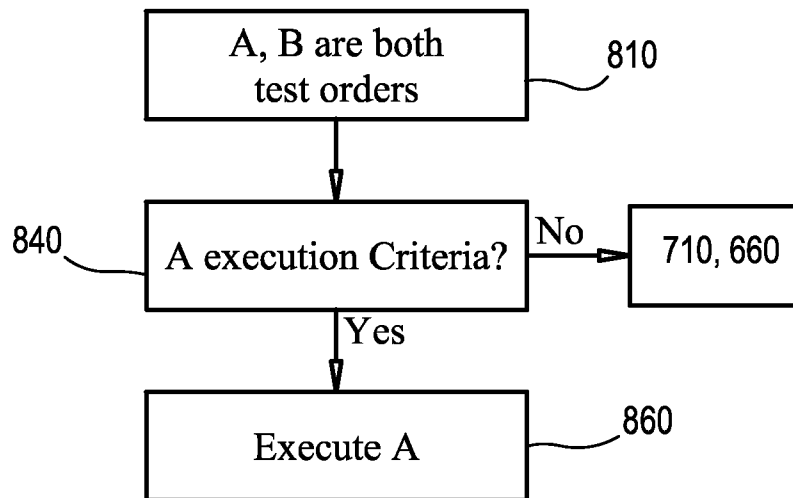 A, B are both
test orders
810
840
A execution Criteria?
No
710, 660
Yes
Execute A
860